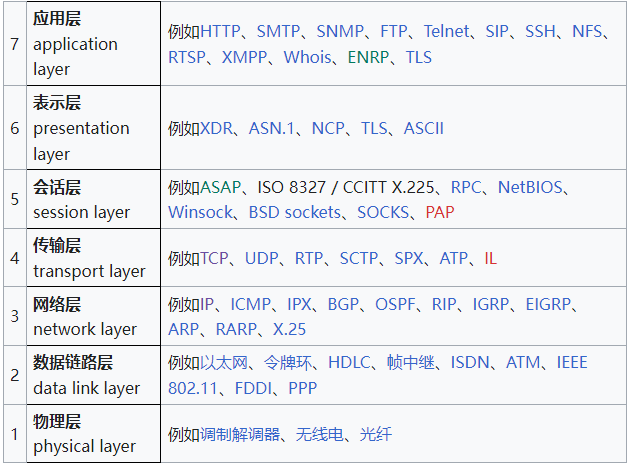 7
应用层
application
layer
例如HTTP、SMTP、SNMP、FTP、Telnet、SIP、SSH、NFS、
RTSP、XMPP、Whois、ENRP、TLS
6
表示层
presentation
layer
例如XDR、ASN.1、NCP、TLS、ASCII
5
会话层
session layer
例如ASAP、ISO 8327 / CCITT X.225、RPC、NetBIOS、
Winsock、BSD sockets、SOCKS、PAP
4
传输层
transport layer
例如TCP、UDP、RTP、SCTP、SPX、ATP、IL
3
网络层
network layer
例如IP、ICMP、IPX、BGP、OSPF、RIP、IGRP、EIGRP、
ARP、RARP、X.25
2
数据链路层
data link layer
例如以太网、令牌环、HDLC、帧中继、ISDN、ATM、IEEE
802.11、FDDI、PPP
1
物理层
physical layer
例如调制解调器、无线电、光纤